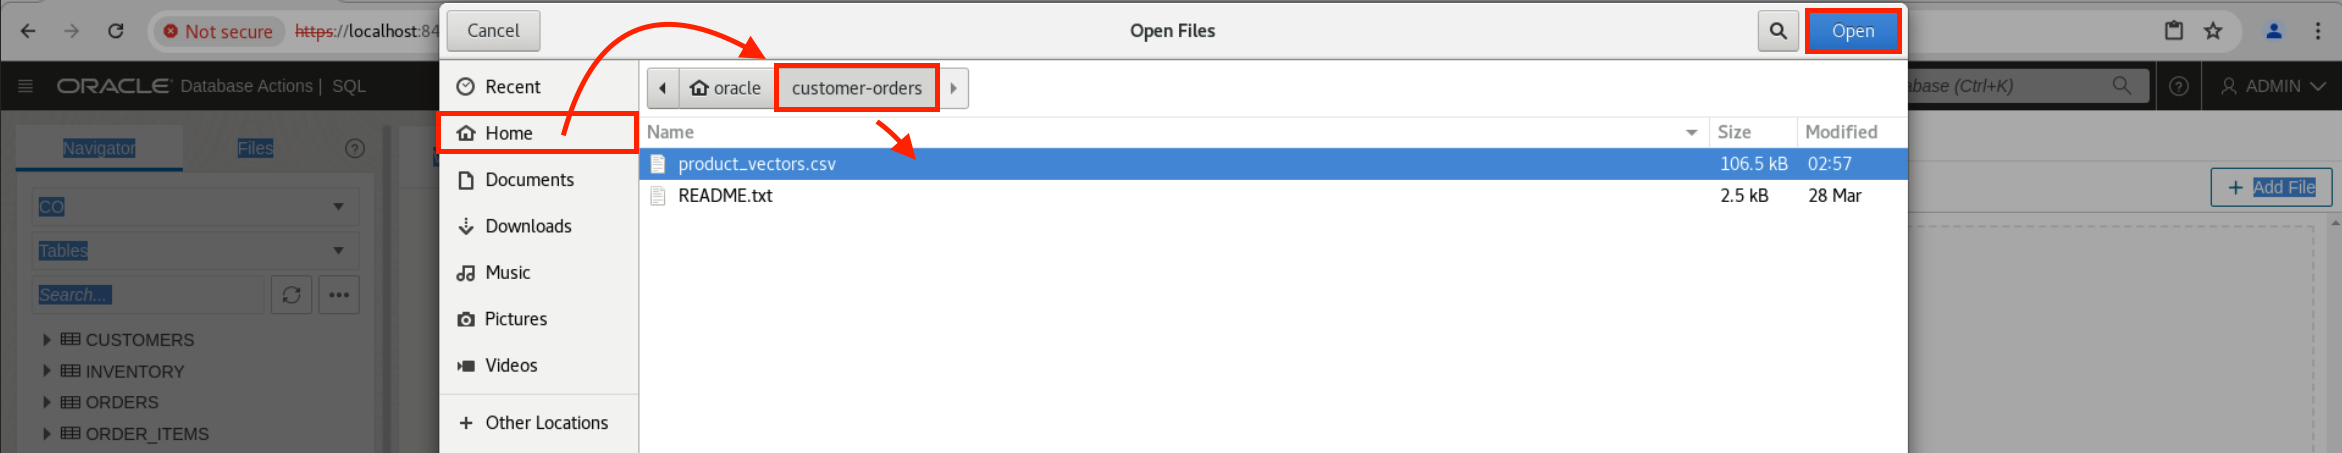 Not secure https://localhost:84
Cancel Open Files Open
ORACLE Database Actions | SQL
(Ctrl+K) ADMIN
Navigator Files
CO
Tables
Search...
CUSTOMERS
INVENTORY
ORDERS
ORDER_ITEMS
Recent
Home
Documents
Downloads
Music
Pictures
Videos
Other Locations
oracle customer-orders
Name Size Modified
product_vectors.csv 106.5 kB 02:57
README.txt 2.5 kB 28 Mar
Add File